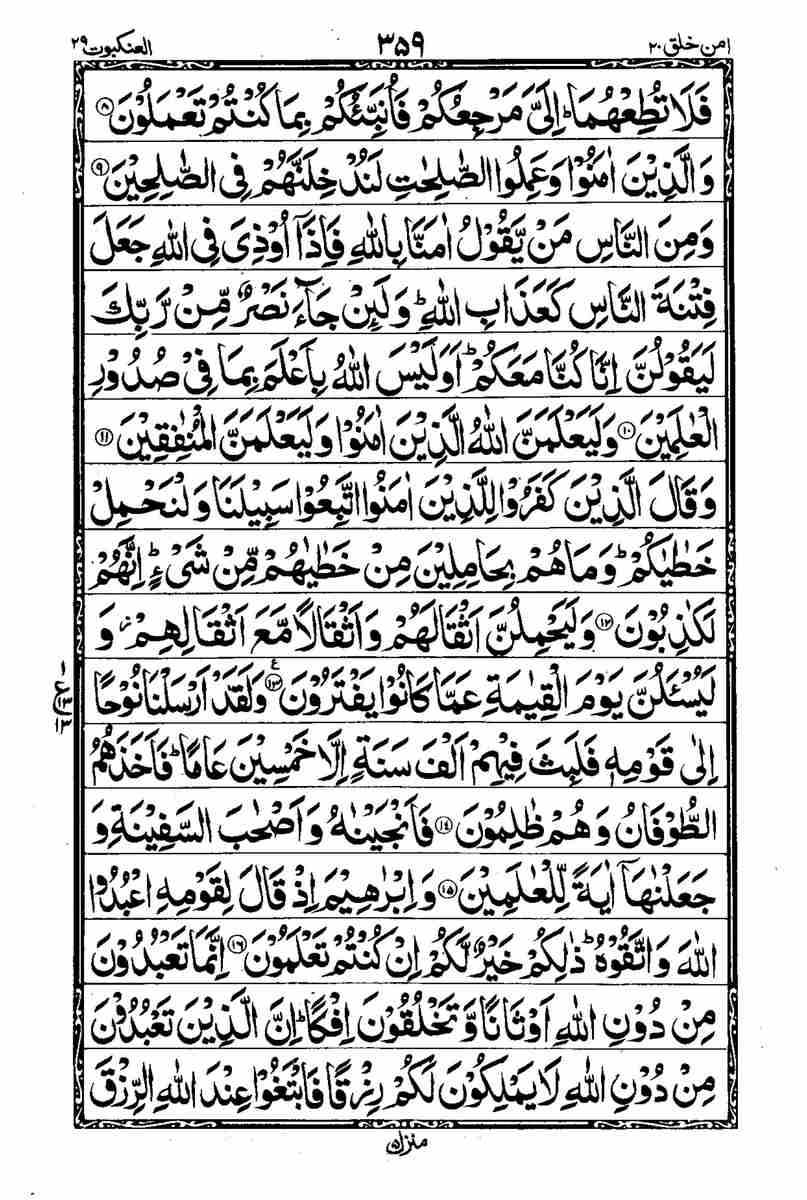 امن خلق ٢٠ ٣٥٩ العنكبوت ٢٩
فَلَا تُطِعْهُمَا ؕ اِلَيَّ مَرْجِعُكُمْ فَاُنَبِّئُكُمْ بِمَا كُنْتُمْ تَعْمَلُوْنَ ﴿٨﴾
وَالَّذِيْنَ اٰمَنُوْا وَعَمِلُوا الصّٰلِحٰتِ لَنُدْخِلَنَّهُمْ فِى الصّٰلِحِيْنَ ﴿٩﴾
وَمِنَ النَّاسِ مَنْ يَّقُوْلُ اٰمَنَّا بِاللّٰهِ فَاِذَاۤ اُوْذِىَ فِى اللّٰهِ جَعَلَ
فِتْنَةَ النَّاسِ كَعَذَابِ اللّٰهِ ؕ وَلَئِنْ جَآءَ نَصْرٌ مِّنْ رَّبِّكَ
لَيَقُوْلُنَّ اِنَّا كُنَّا مَعَكُمْ ؕ اَوَلَيْسَ اللّٰهُ بِاَعْلَمَ بِمَا فِىْ صُدُوْرِ
الْعٰلَمِيْنَ ﴿١٠﴾ وَلَيَعْلَمَنَّ اللّٰهُ الَّذِيْنَ اٰمَنُوْا وَلَيَعْلَمَنَّ الْمُنٰفِقِيْنَ ﴿١١﴾
وَقَالَ الَّذِيْنَ كَفَرُوْا لِلَّذِيْنَ اٰمَنُوا اتَّبِعُوْا سَبِيْلَنَا وَلْنَحْمِلْ
خَطٰيٰكُمْ ؕ وَمَا هُمْ بِحَامِلِيْنَ مِنْ خَطٰيٰهُمْ مِّنْ شَىْءٍ ؕ اِنَّهُمْ
لَكٰذِبُوْنَ ﴿١٢﴾ وَلَيَحْمِلُنَّ اَثْقَالَهُمْ وَاَثْقَالًا مَّعَ اَثْقَالِهِمْ ز وَ
لَيُسْـَٔلُنَّ يَوْمَ الْقِيٰمَةِ عَمَّا كَانُوْا يَفْتَرُوْنَ ﴿١٣﴾ ع وَلَقَدْ اَرْسَلْنَا نُوْحًا
١ ع ١٣ ١٣
اِلٰى قَوْمِهٖ فَلَبِثَ فِيْهِمْ اَلْفَ سَنَةٍ اِلَّا خَمْسِيْنَ عَامًا ؕ فَاَخَذَهُمُ
الطُّوْفَانُ وَهُمْ ظٰلِمُوْنَ ﴿١٤﴾ فَاَنْجَيْنٰهُ وَاَصْحٰبَ السَّفِيْنَةِ وَ
جَعَلْنٰهَاۤ اٰيَةً لِّلْعٰلَمِيْنَ ﴿١٥﴾ وَاِبْرٰهِيْمَ اِذْ قَالَ لِقَوْمِهِ اعْبُدُوا
اللّٰهَ وَاتَّقُوْهُ ؕ ذٰلِكُمْ خَيْرٌ لَّكُمْ اِنْ كُنْتُمْ تَعْلَمُوْنَ ﴿١٦﴾ اِنَّمَا تَعْبُدُوْنَ
مِنْ دُوْنِ اللّٰهِ اَوْثَانًا وَّتَخْلُقُوْنَ اِفْكًا ؕ اِنَّ الَّذِيْنَ تَعْبُدُوْنَ
مِنْ دُوْنِ اللّٰهِ لَا يَمْلِكُوْنَ لَكُمْ رِزْقًا فَابْتَغُوْا عِنْدَ اللّٰهِ الرِّزْقَ
منزل ٥